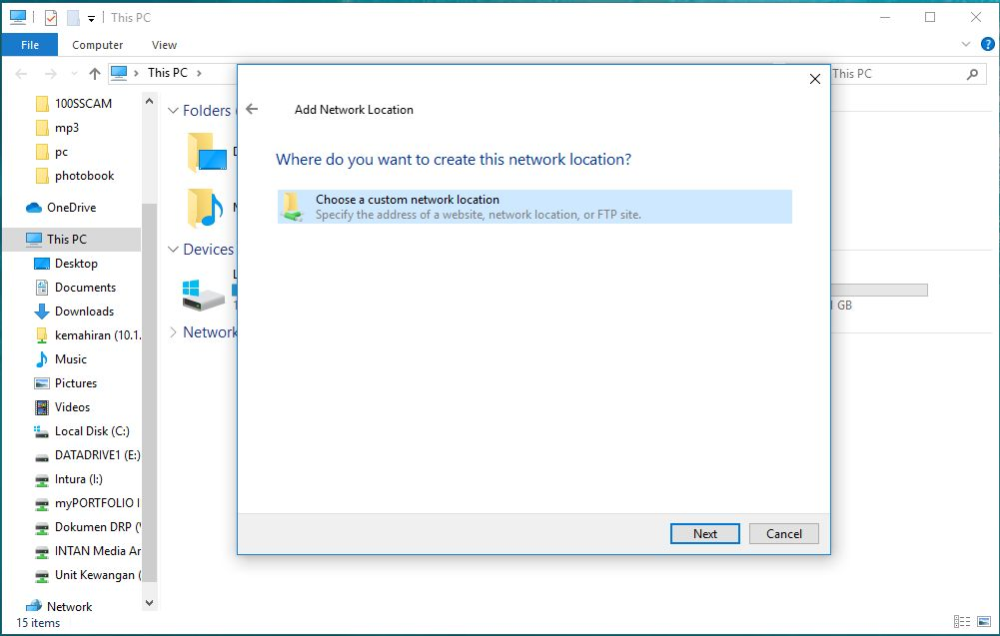 This PC
File Computer View
This PC
This PC
100SSCAM
mp3
pc
photobook
OneDrive
This PC
Desktop
Documents
Downloads
kemahiran (10.1.
Music
Pictures
Videos
Local Disk (C:)
DATADRIVE1 (E:)
Intura (I:)
myPORTFOLIO
Dokumen DRP
INTAN Media Ar
Unit Kewangan (
Network
15 items
Folders
Devices
Network
GB
Add Network Location
Where do you want to create this network location?
Choose a custom network location
Specify the address of a website, network location, or FTP site.
Next Cancel